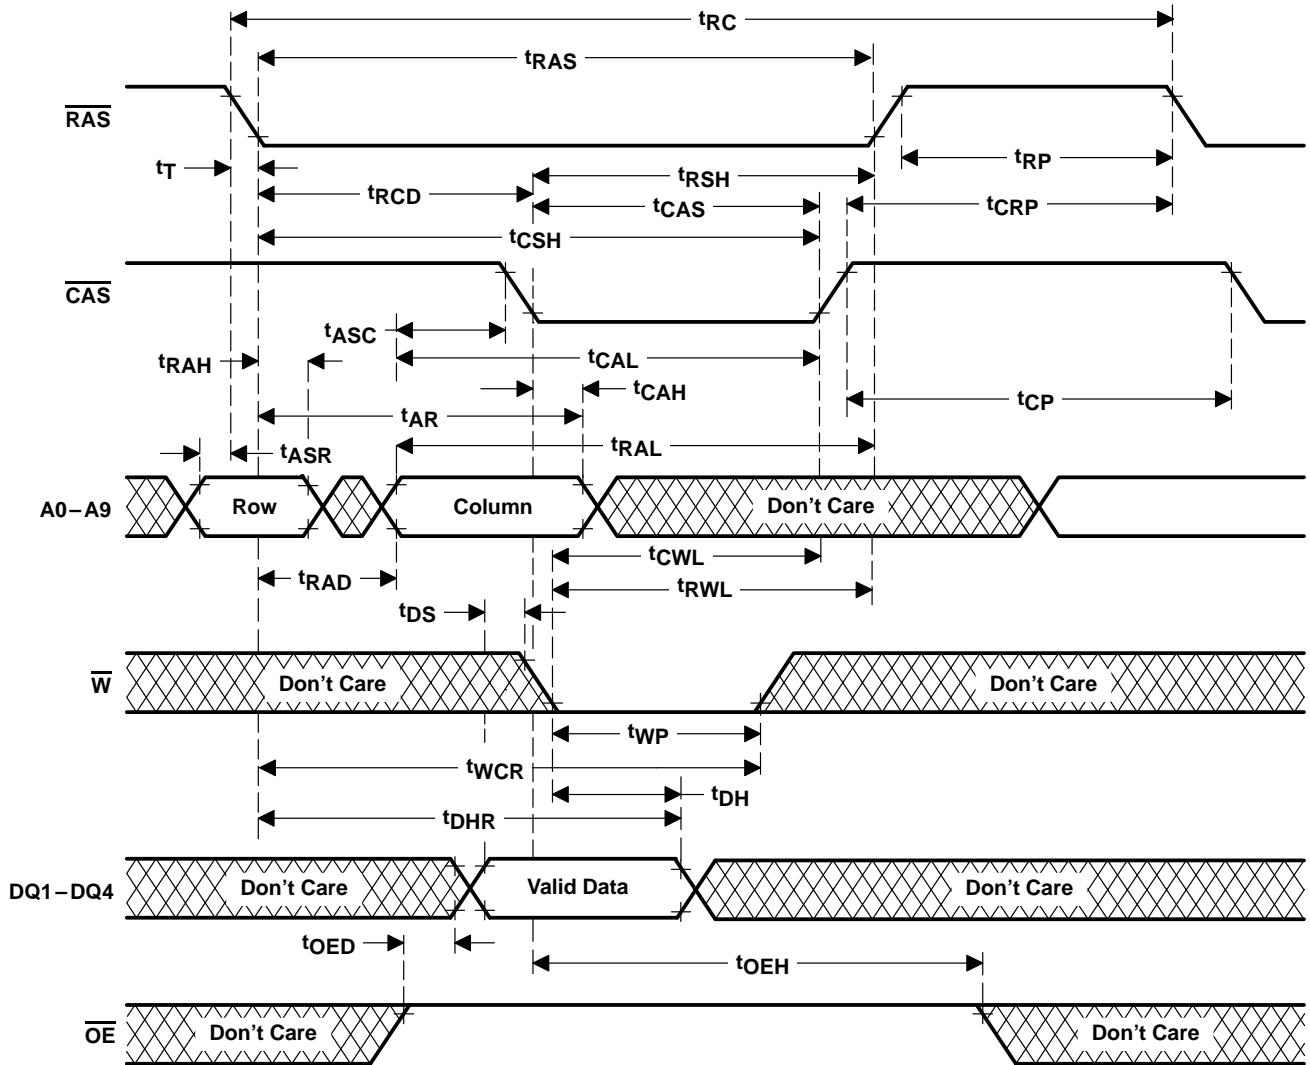 tRC
tRAS
RAS
tT
tRP
tRSH
tRCD
tCAS
tCRP
tCSH
CAS
tASC
tRAH
tCAL
tCAH
tCP
tAR
tRAL
tASR
A0–A9
Row
Column
Don't Care
tCWL
tRAD
tRWL
tDS
W
Don't Care
Don't Care
tWP
tWCR
tDH
tDHR
DQ1–DQ4
Don't Care
Valid Data
Don't Care
tOED
tOEH
OE
Don't Care
Don't Care